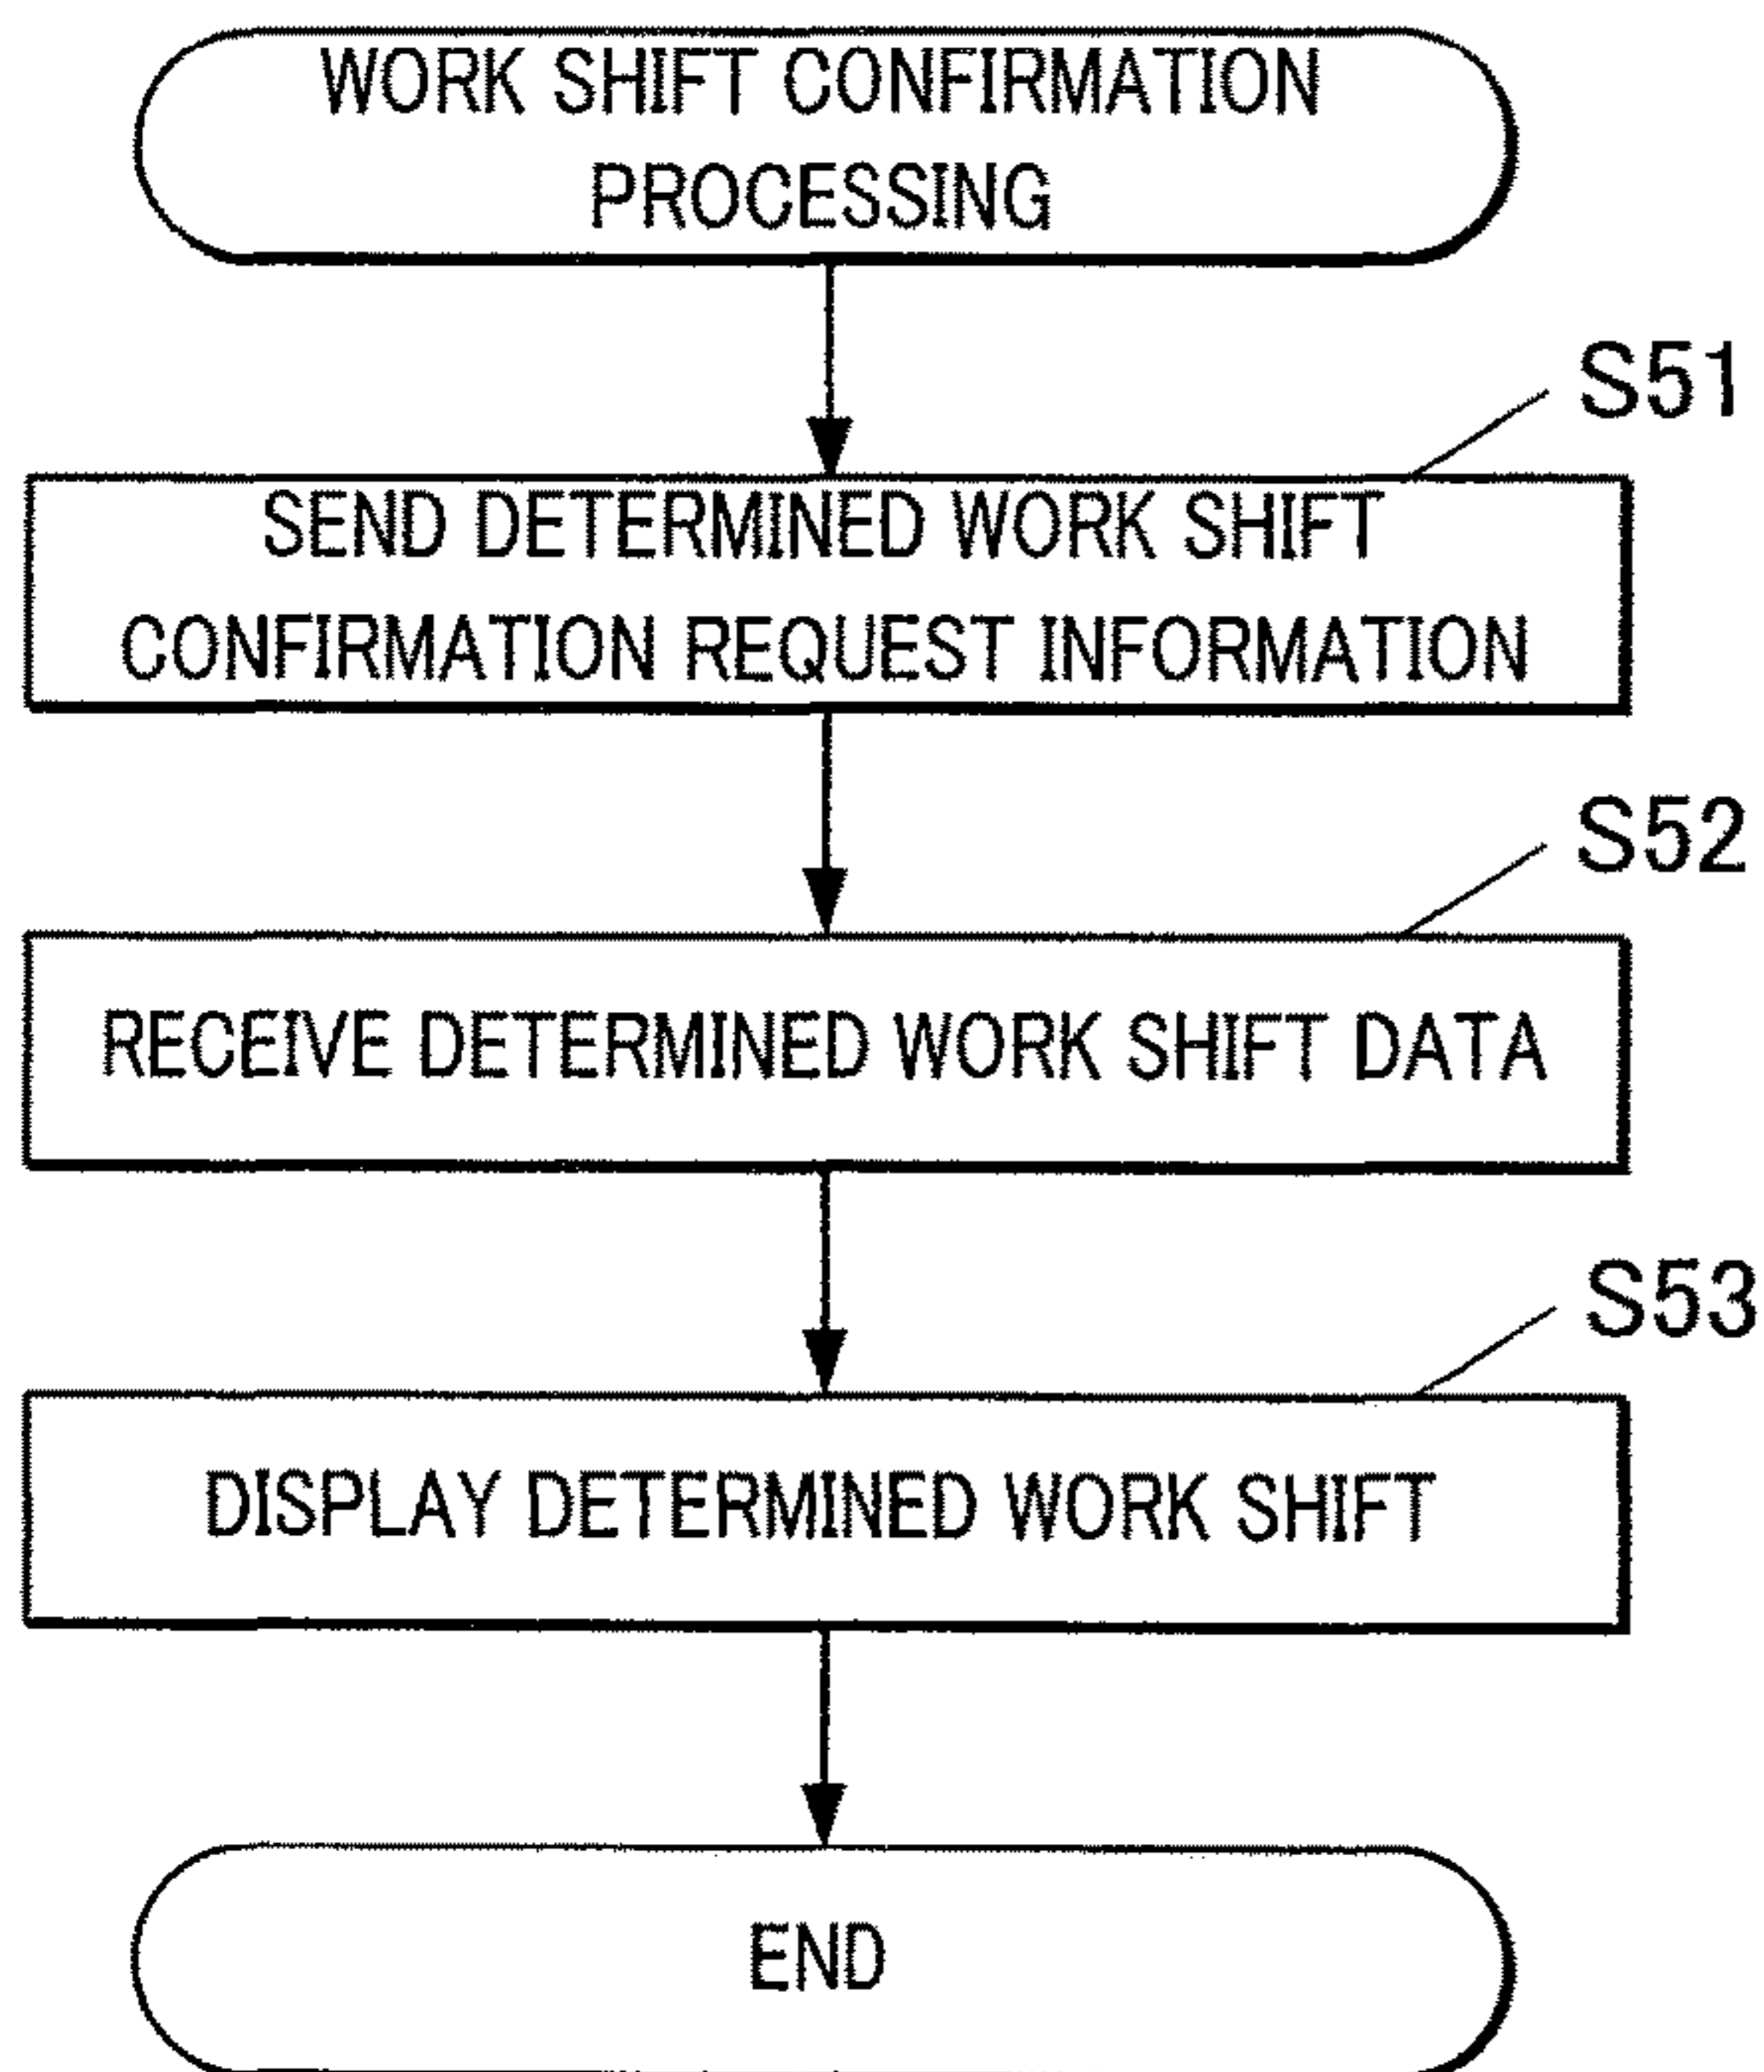 WORK SHIFT CONFIRMATION
PROCESSING
S51
SEND DETERMINED WORK SHIFT
CONFIRMATION REQUEST INFORMATION
S52
RECEIVE DETERMINED WORK SHIFT DATA
S53
DISPLAY DETERMINED WORK SHIFT
END